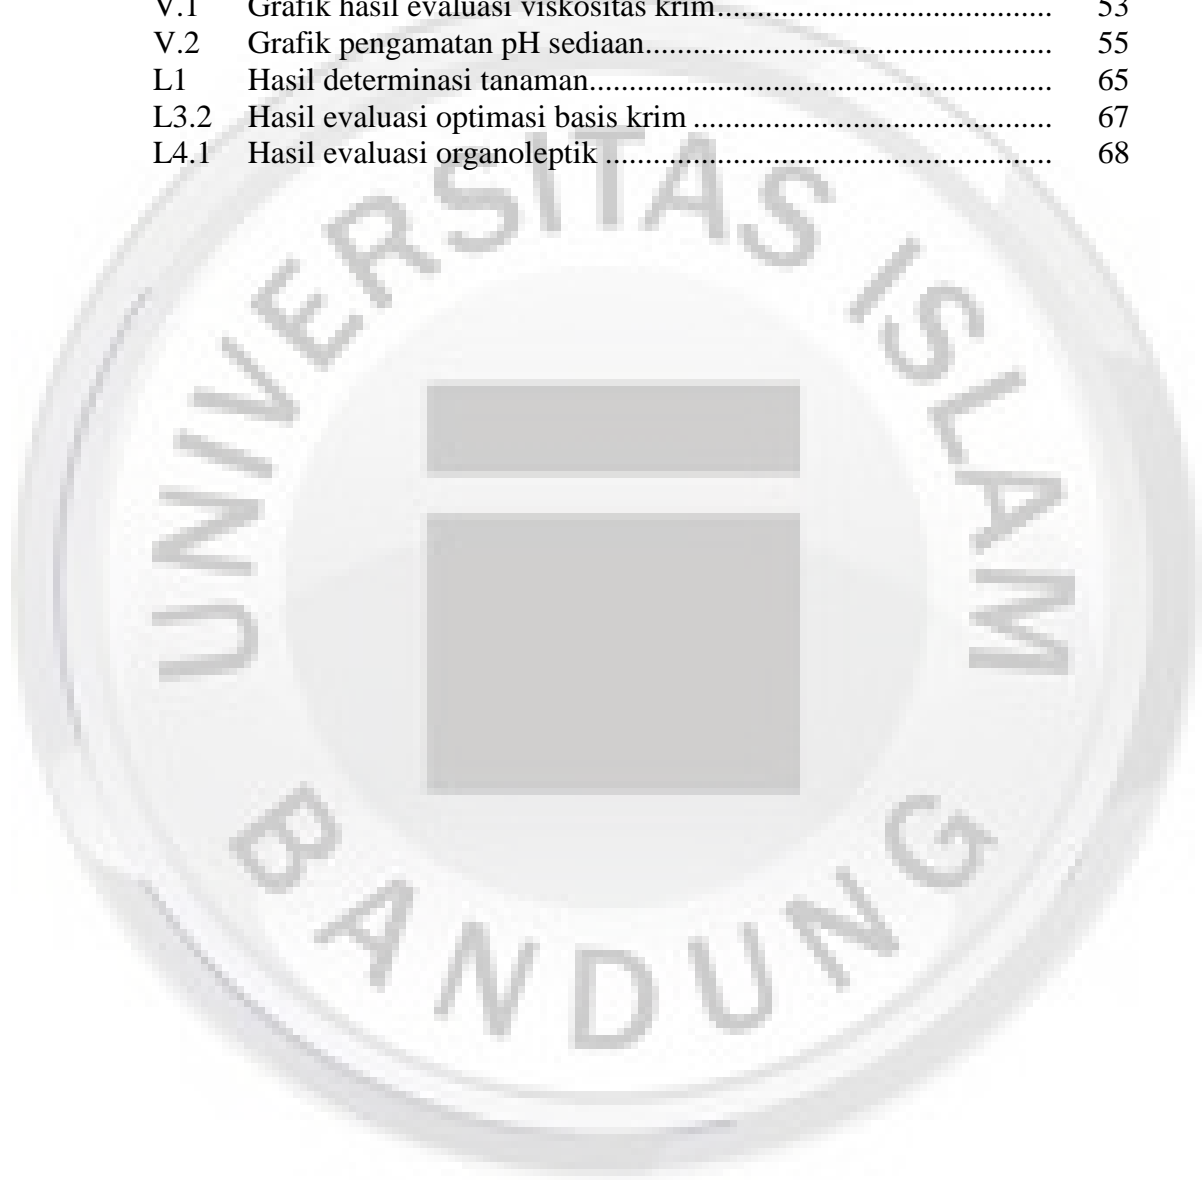 V.1 Grafik hasil evaluasi viskositas krim.................................... 53
V.2 Grafik pengamatan pH sediaan............................................ 55
L1 Hasil determinasi tanaman.................................................. 65
L3.2 Hasil evaluasi optimasi basis krim ....................................... 67
L4.1 Hasil evaluasi organoleptik ................................................ 68
UNIVERSITAS ISLAM
BANDUNG